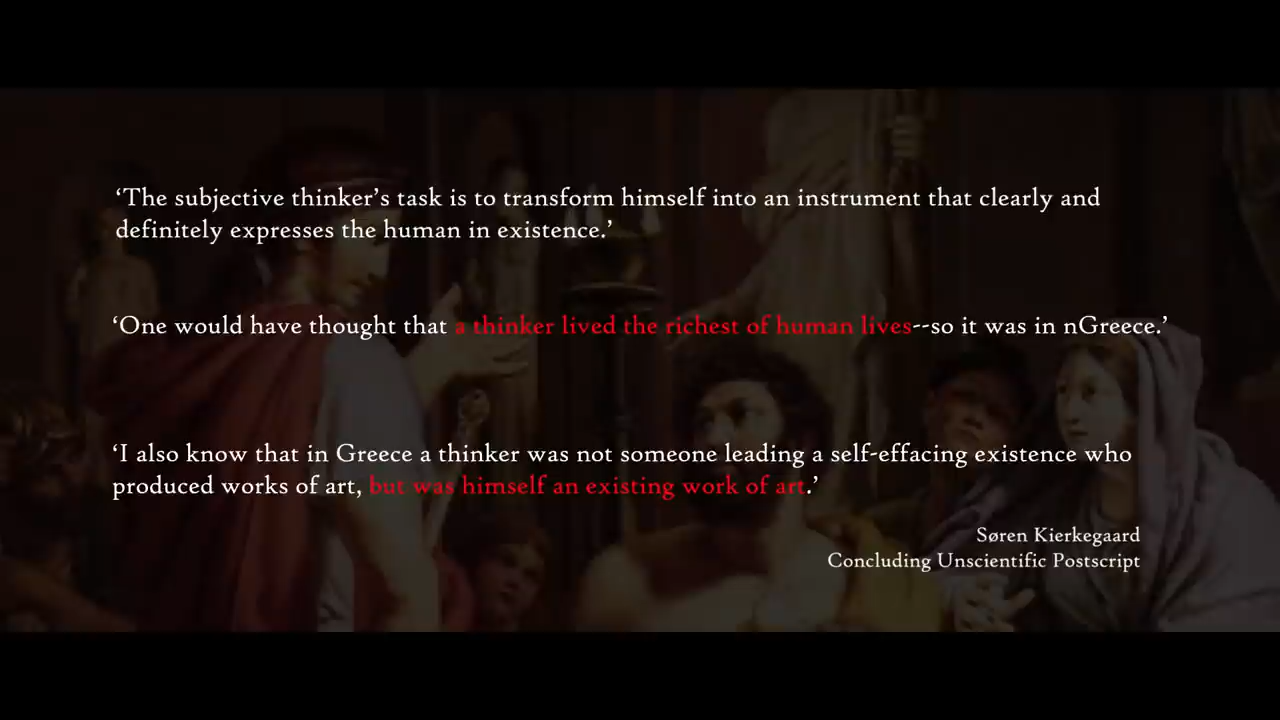 ‘The subjective thinker’s task is to transform himself into an instrument that clearly and
definitely expresses the human in existence.’
‘One would have thought that a thinker lived the richest of human lives--so it was in nGreece.’
‘I also know that in Greece a thinker was not someone leading a self-effacing existence who
produced works of art, but was himself an existing work of art.’
Søren Kierkegaard
Concluding Unscientific Postscript